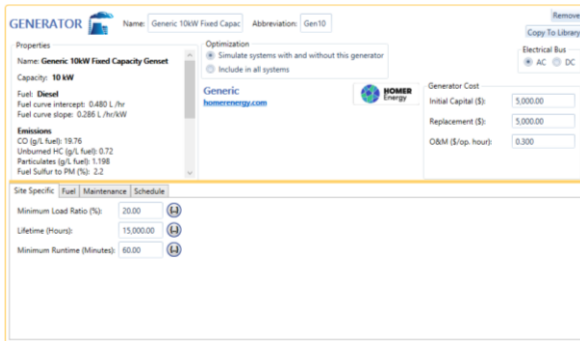 GENERATOR Name: Generic 10kW Fixed Capac Abbreviation: Gen10
Remove
Copy To Library
Properties
Name: Generic 10kW Fixed Capacity Genset
Capacity: 10 kW
Fuel: Diesel
Fuel curve intercept: 0.480 L/hr
Fuel curve slope: 0.286 L/hr/kW
Emissions
CO (g/L fuel): 19.76
Unburned HC (g/L fuel): 0.72
Particulates (g/L fuel): 1.198
Fuel Sulfur to PM (%): 2.2
Optimization
Simulate systems with and without this generator
Include in all systems
Electrical Bus
AC DC
Generic
homerenergy.com
HOMER
Energy
Generator Cost
Initial Capital ($): 5,000.00
Replacement ($): 5,000.00
O&M ($/op. hour): 0.300
Site Specific Fuel Maintenance Schedule
Minimum Load Ratio (%): 20.00 {..}
Lifetime (Hours): 15,000.00 {..}
Minimum Runtime (Minutes): 60.00 {..}